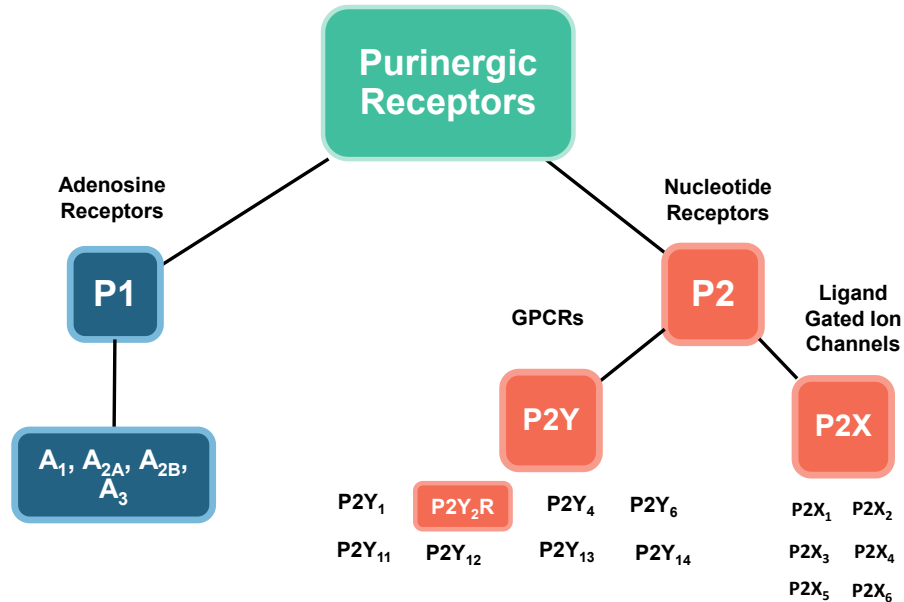 Purinergic
Receptors
Adenosine
Receptors
Nucleotide
Receptors
P1
P2
GPCRs
Ligand
Gated Ion
Channels
P2Y
P2X
A₁, A₂A, A₂B,
A₃
P2Y₁ P2Y₂R P2Y₄ P2Y₆
P2Y₁₁ P2Y₁₂ P2Y₁₃ P2Y₁₄
P2X₁ P2X₂
P2X₃ P2X₄
P2X₅ P2X₆